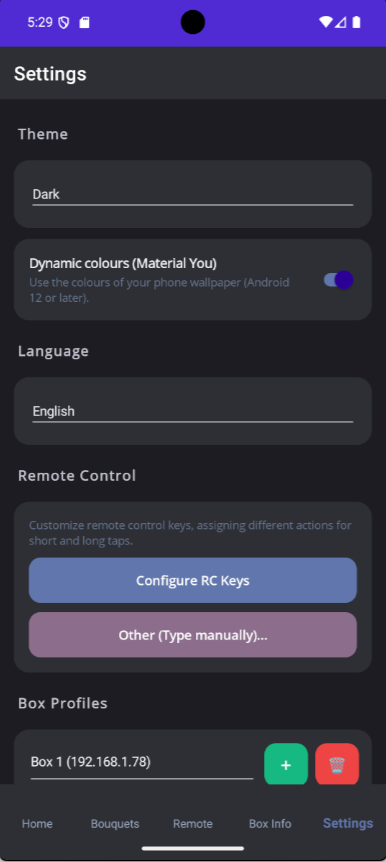 5:29
Settings
Theme
Dark
Dynamic colours (Material You)
Use the colours of your phone wallpaper (Android
12 or later).
Language
English
Remote Control
Customize remote control keys, assigning different actions for
short and long taps.
Configure RC Keys
Other (Type manually)...
Box Profiles
Box 1 (192.168.1.78)
+
Home
Bouquets
Remote
Box Info
Settings